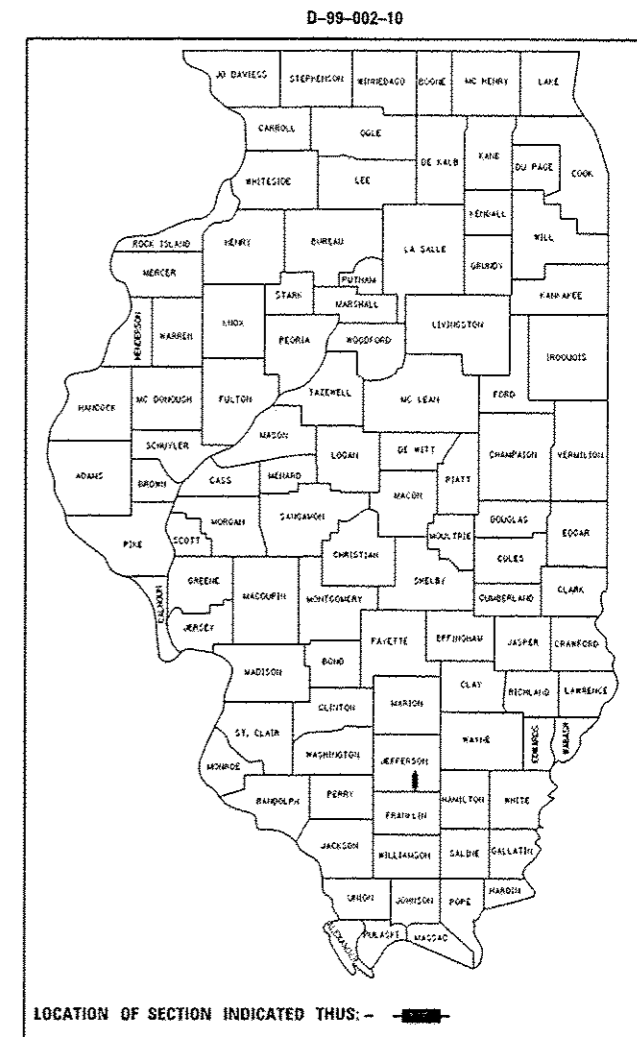 D-99-002-10
JO DAVIESS STEPHENSON WINNEBAGO BOONE MC HENRY LAKE
CARROLL OGLE
DE KALB KANE DU PAGE COOK
WHITESIDE LEE
KENDALL WILL
ROCK ISLAND HENRY BUREAU LA SALLE
MERCER PUTNAM GRUNDY
STARK MARSHALL KANKAKEE
HENDERSON WARREN KNOX PEORIA WOODFORD LIVINGSTON
IROQUOIS
HANCOCK MC DONOUGH FULTON TAZEWELL MC LEAN FORD
MASON
SCHUYLER LOGAN DE WITT CHAMPAIGN VERMILION
ADAMS BROWN CASS MENARD PIATT
MACON
MORGAN SANGAMON DOUGLAS
PIKE SCOTT CHRISTIAN MOULTRIE EDGAR
COLES
GREENE SHELBY
CALHOUN MACOUPIN MONTGOMERY CUMBERLAND CLARK
JERSEY
FAYETTE EFFINGHAM JASPER CRAWFORD
MADISON BOND
CLAY RICHLAND LAWRENCE
CLINTON MARION
ST. CLAIR WAYNE EDWARDS WABASH
WASHINGTON
MONROE JEFFERSON
RANDOLPH PERRY HAMILTON WHITE
FRANKLIN
JACKSON WILLIAMSON SALINE GALLATIN
UNION JOHNSON POPE HARDIN
ALEXANDER PULASKI MASSAC
LOCATION OF SECTION INDICATED THUS: -